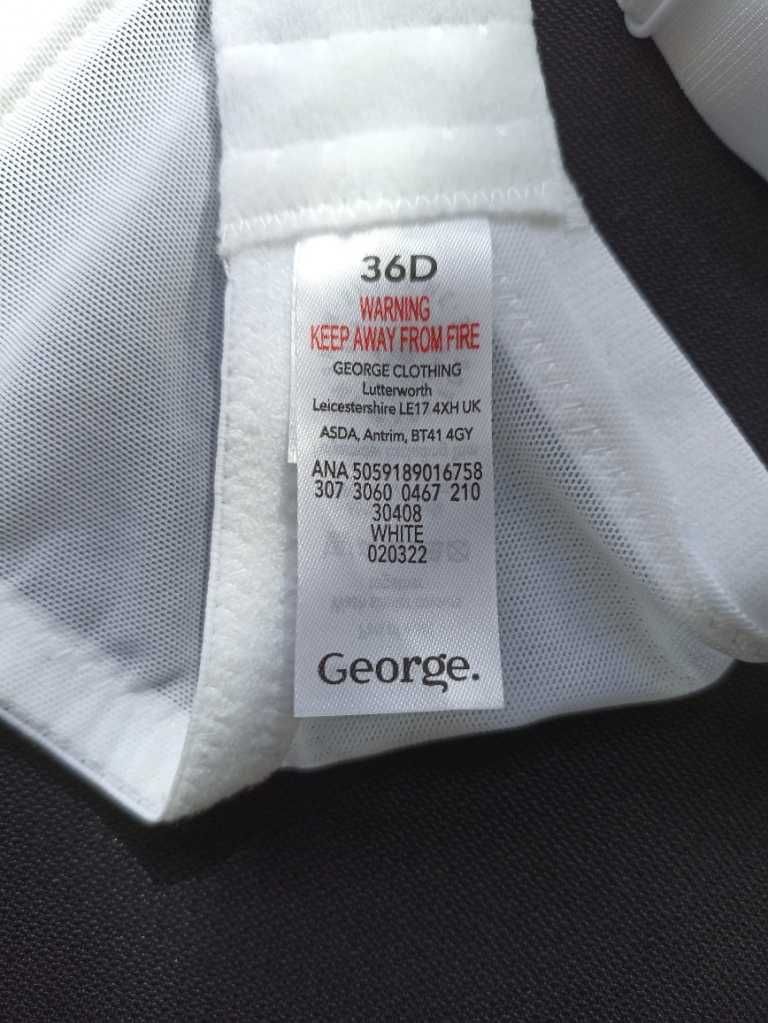 36D
WARNING
KEEP AWAY FROM FIRE
GEORGE CLOTHING
Lutterworth
Leicestershire LE17 4XH UK
ASDA, Antrim, BT41 4GY
ANA 5059189016758
307 3060 0467 210
30408
WHITE
020322
George.